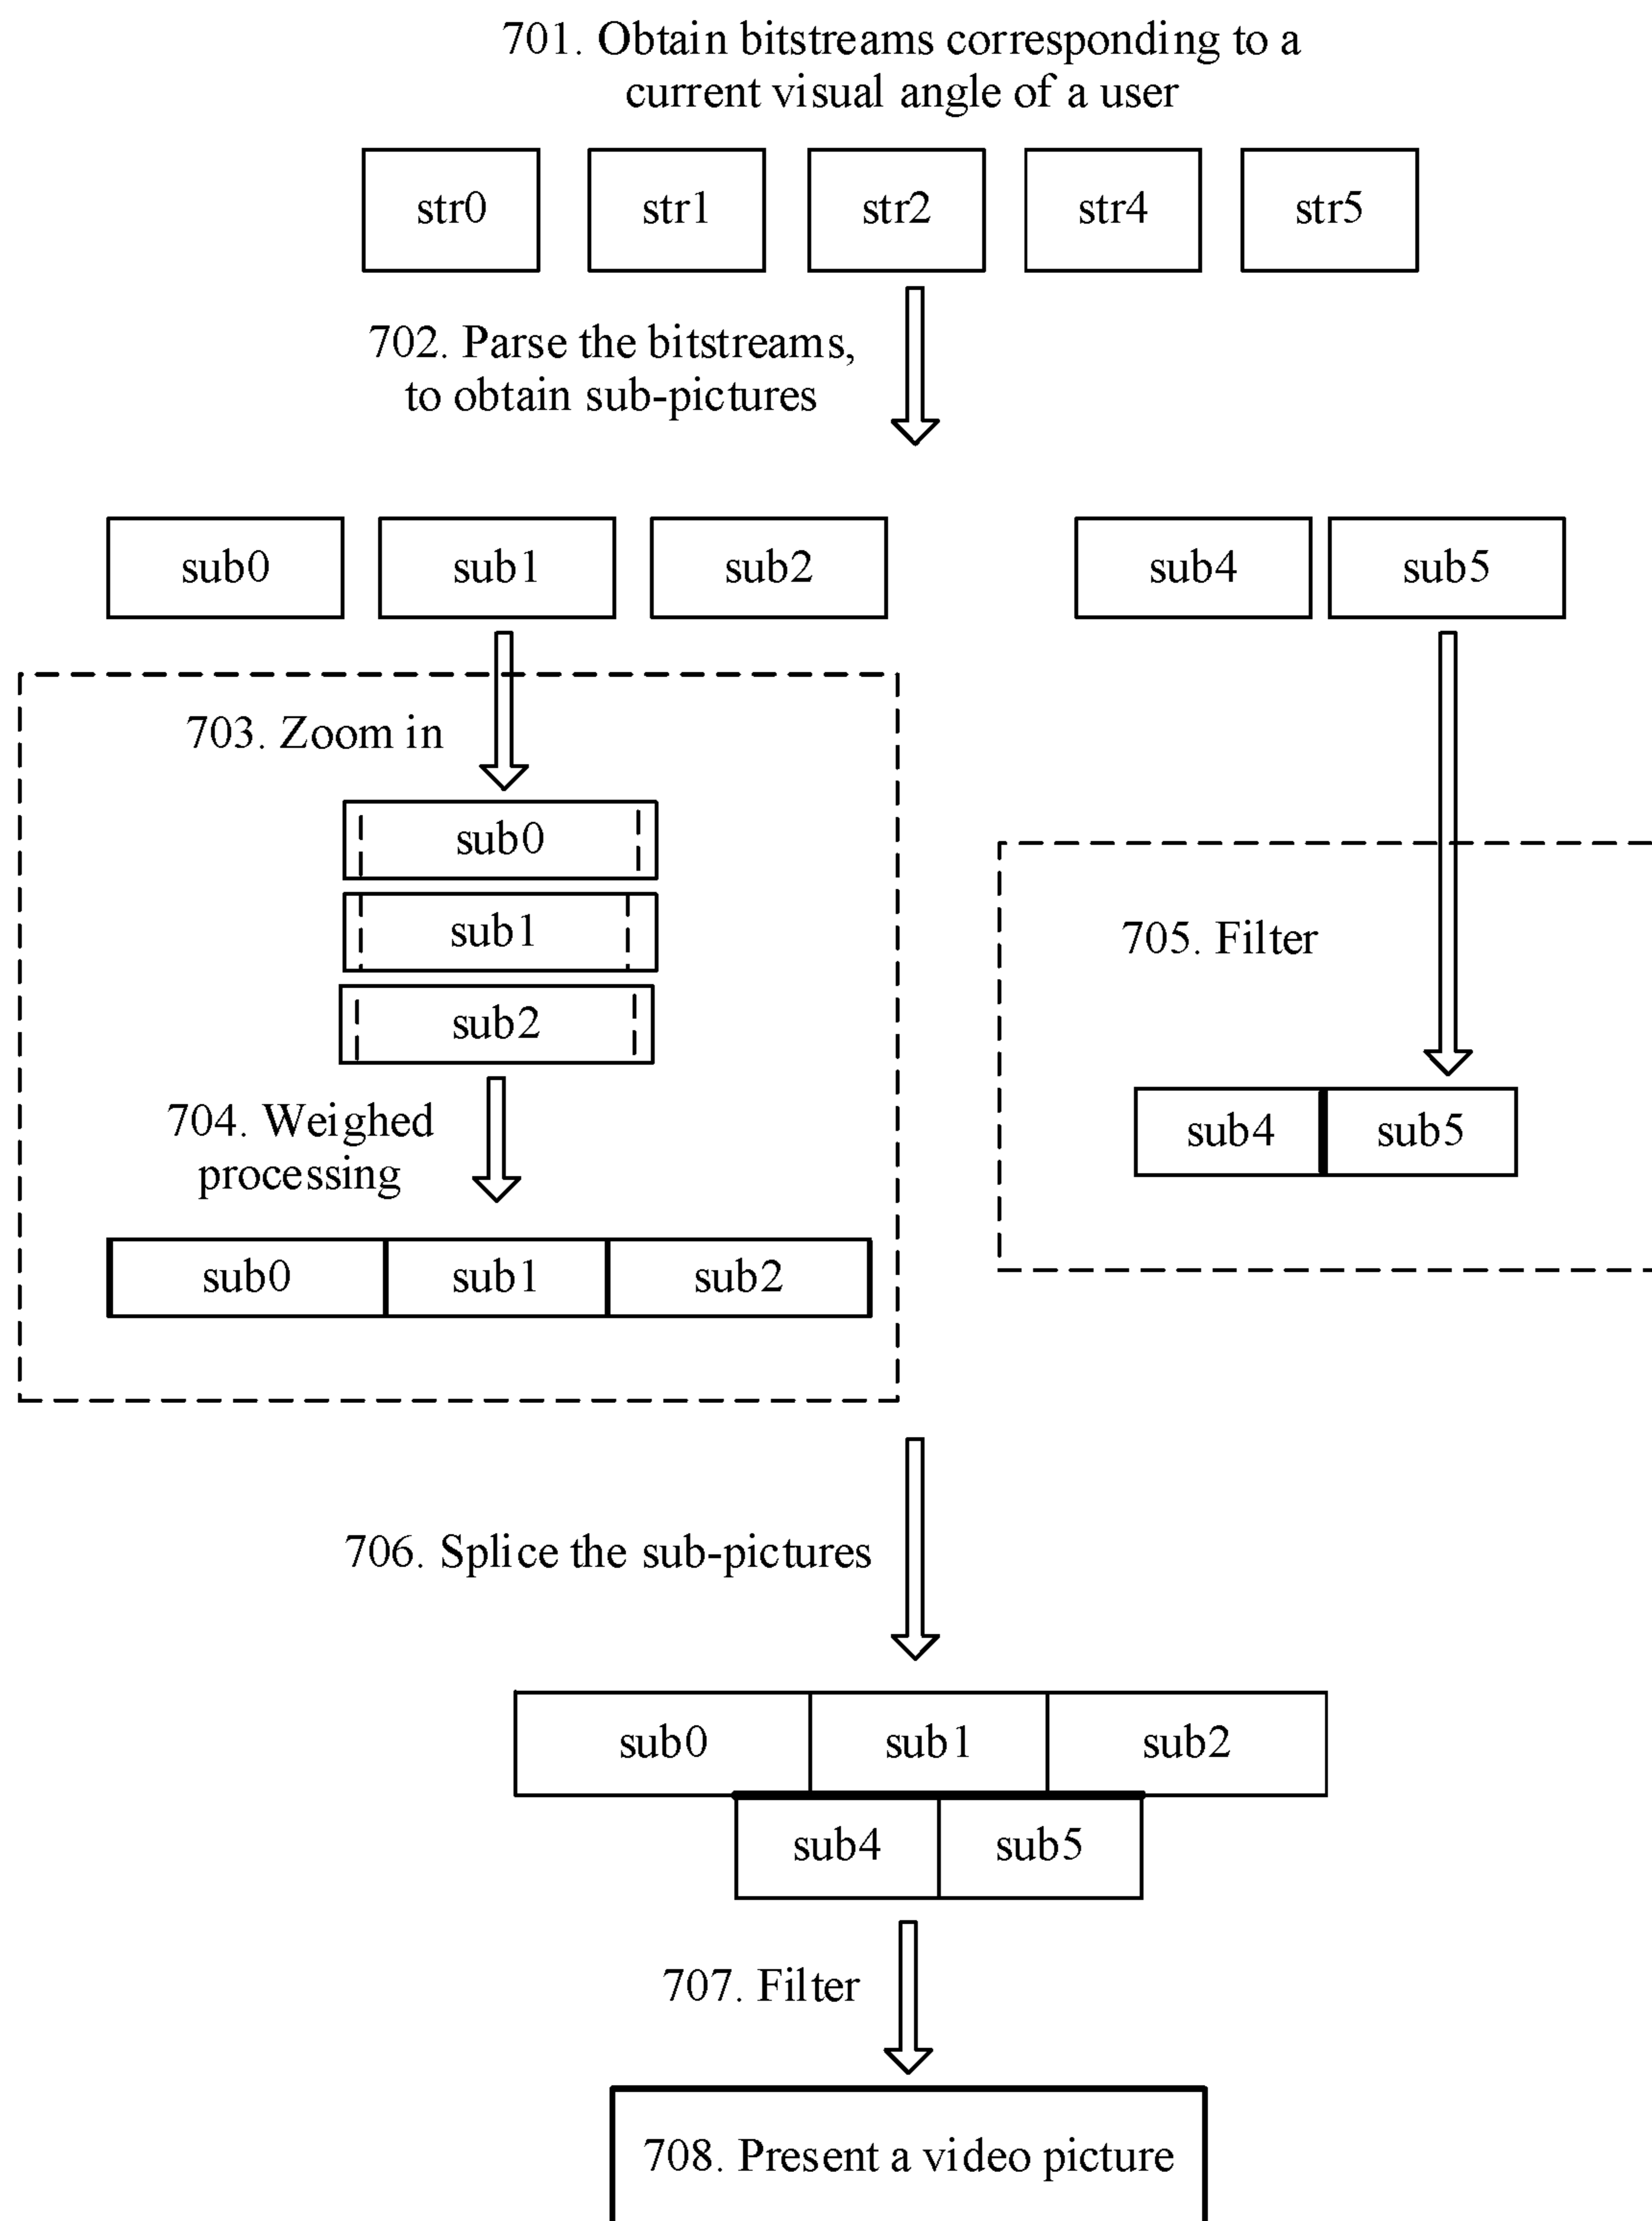 701. Obtain bitstreams corresponding to a
current visual angle of a user
str0
str1
str2
str4
str5
702. Parse the bitstreams,
to obtain sub-pictures
sub0
sub1
sub2
sub4
sub5
703. Zoom in
sub0
sub1
sub2
704. Weighed
processing
sub0
sub1
sub2
705. Filter
sub4
sub5
706. Splice the sub-pictures
sub0
sub1
sub2
sub4
sub5
707. Filter
708. Present a video picture